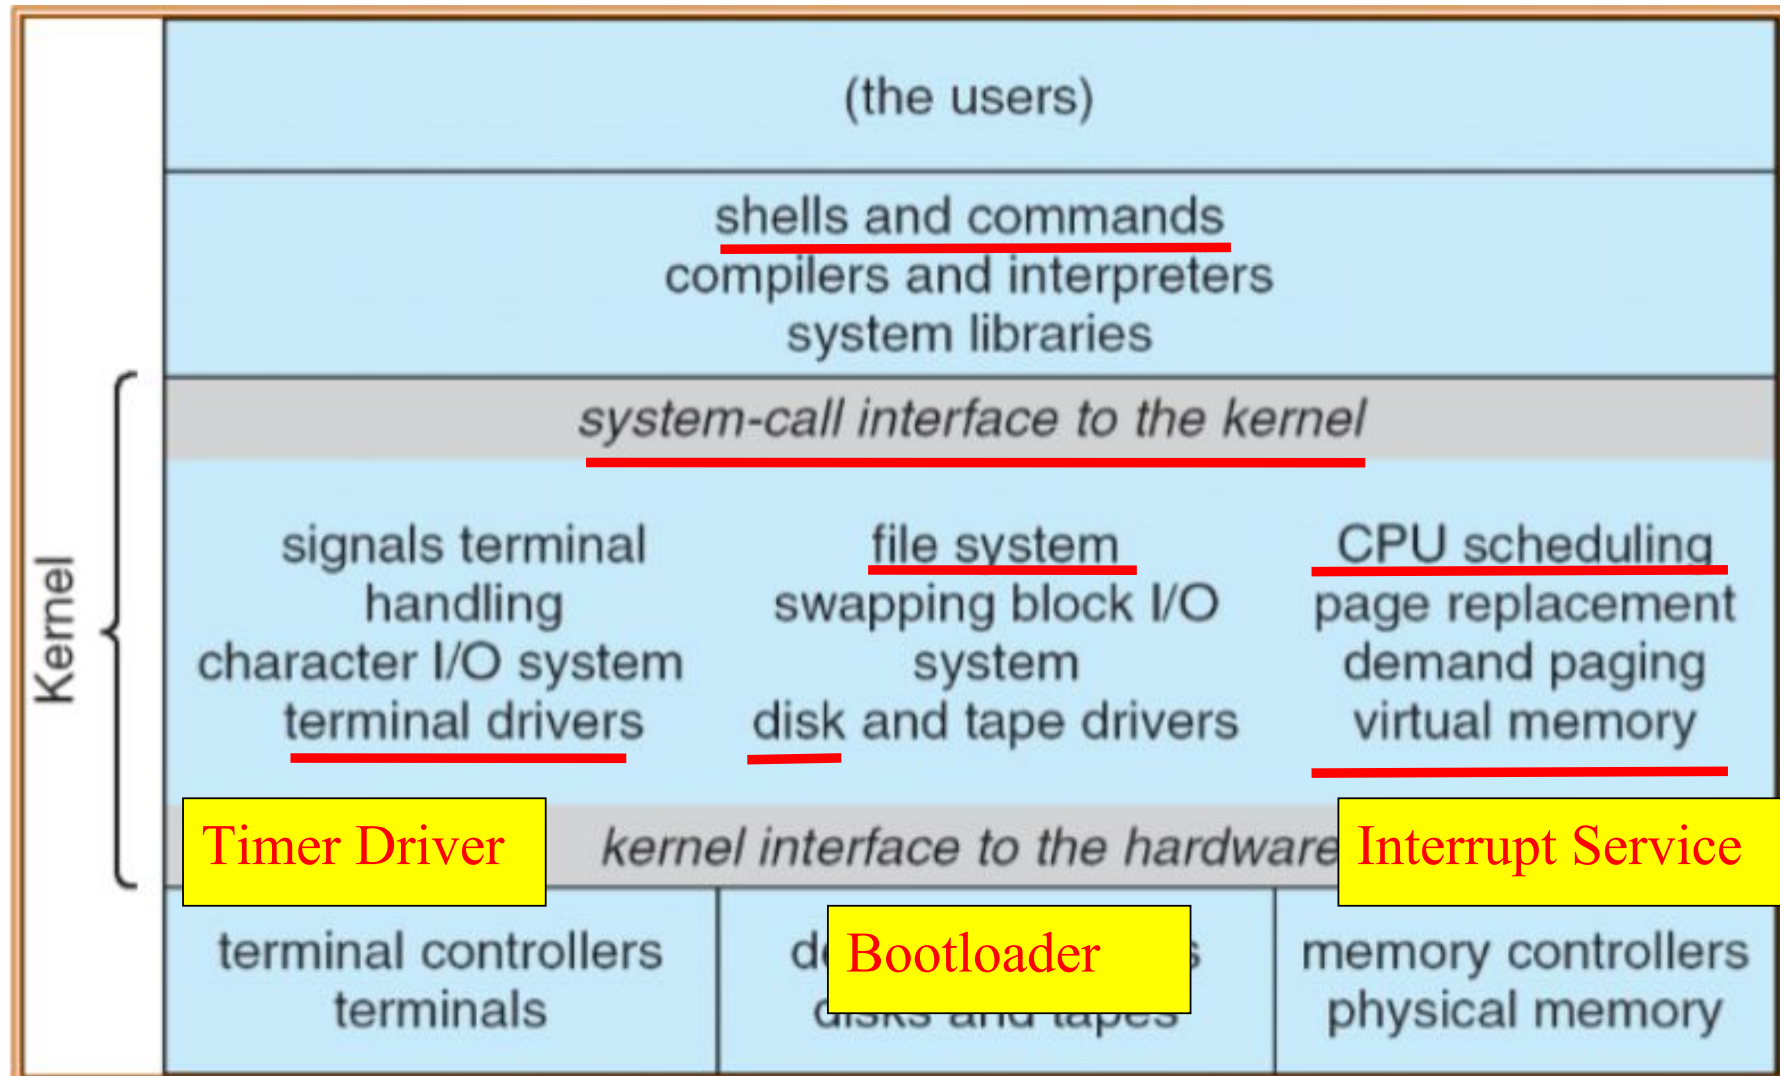 (the users)
shells and commands
compilers and interpreters
system libraries
Kernel
system-call interface to the kernel
signals terminal
handling
character I/O system
terminal drivers
file system
swapping block I/O
system
disk and tape drivers
CPU scheduling
page replacement
demand paging
virtual memory
Timer Driver
kernel interface to the hardware
Interrupt Service
terminal controllers
terminals
Bootloader
disks and tapes
memory controllers
physical memory